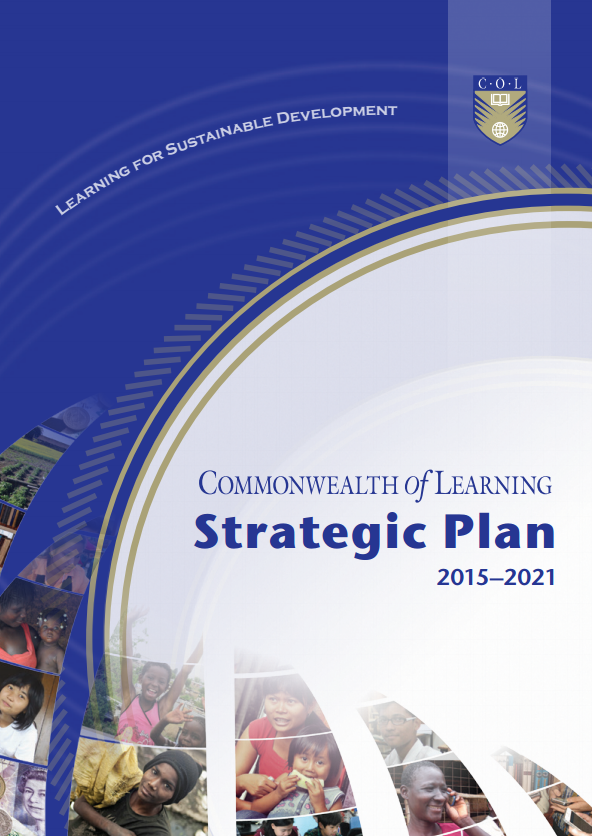 C·O·L
LEARNING FOR SUSTAINABLE DEVELOPMENT
COMMONWEALTH of LEARNING
Strategic Plan
2015–2021